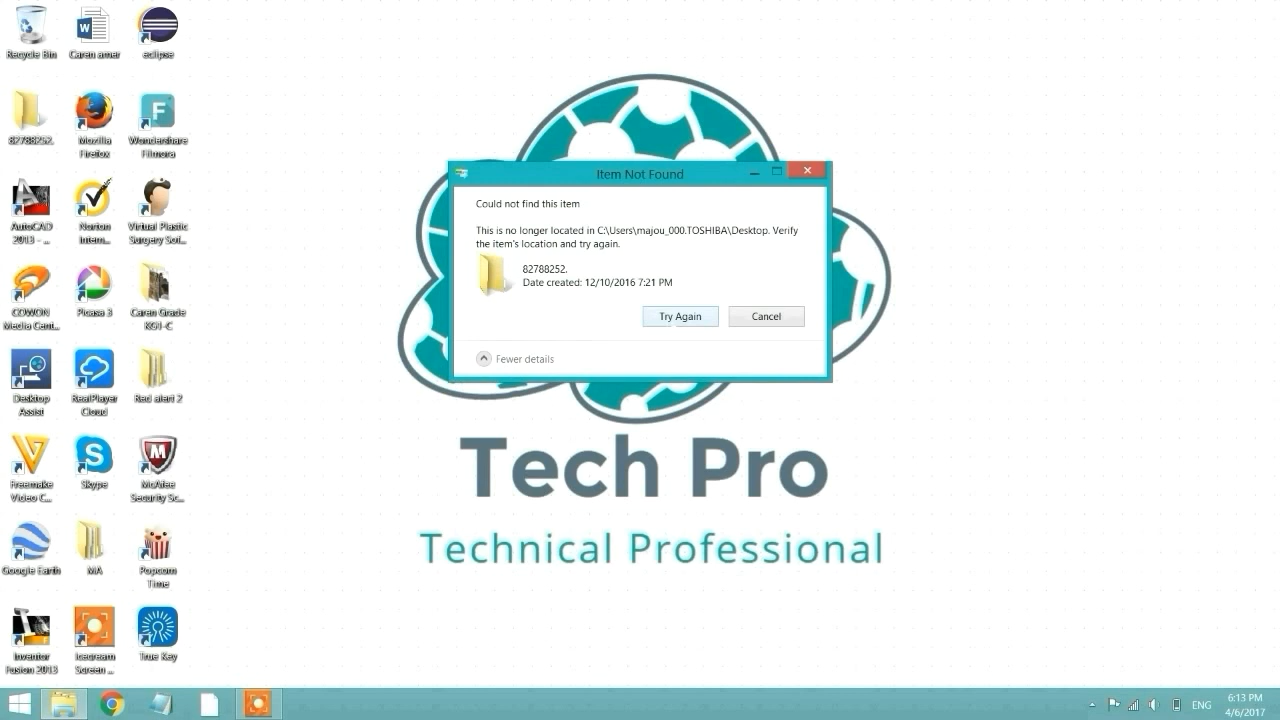 Recycle Bin
Caren amer
eclipse
82788252.
Mozilla
Firefox
Wondershare
Filmora
AutoCAD
2013 - ...
Norton
Intern...
Virtual Plastic
Surgery Sof...
COWON
Media Cent...
Picasa 3
Caren Grade
KG1-C
Desktop
Assist
RealPlayer
Cloud
Red alert 2
Freemake
Video C...
Skype
McAfee
Security Sc...
Google Earth
MA
Popcorn
Time
Inventor
Fusion 2013
Icecream
Screen ...
True Key
Item Not Found
Could not find this item
This is no longer located in C:\Users\majou_000.TOSHIBA\Desktop. Verify
the item's location and try again.
82788252.
Date created: 12/10/2016 7:21 PM
Try Again
Cancel
Fewer details
Tech Pro
Technical Professional
ENG
6:13 PM
4/6/2017